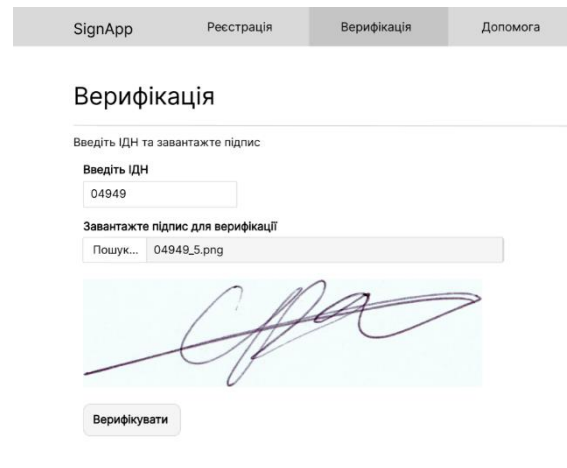 SignApp Реєстрація Верифікація Допомога
Верифікація
Введіть ІДН та завантажте підпис
Введіть ІДН
04949
Завантажте підпис для верифікації
Пошук... 04949_5.png
Верифікувати